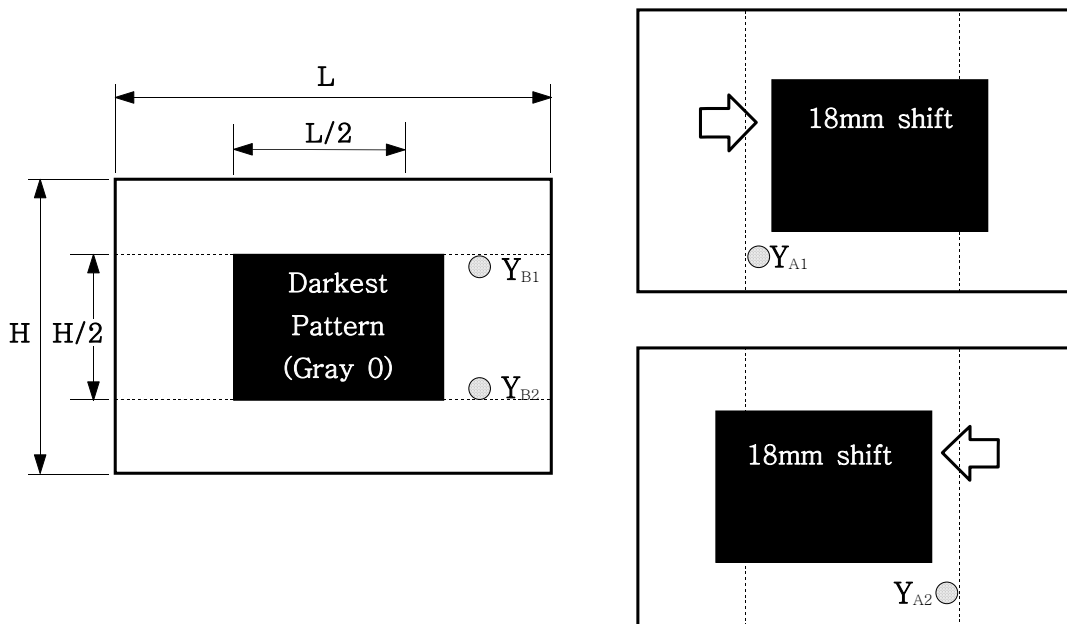 L
L/2
H
H/2
Darkest
Pattern
(Gray 0)
YB1
YB2
18mm shift
YA1
18mm shift
YA2